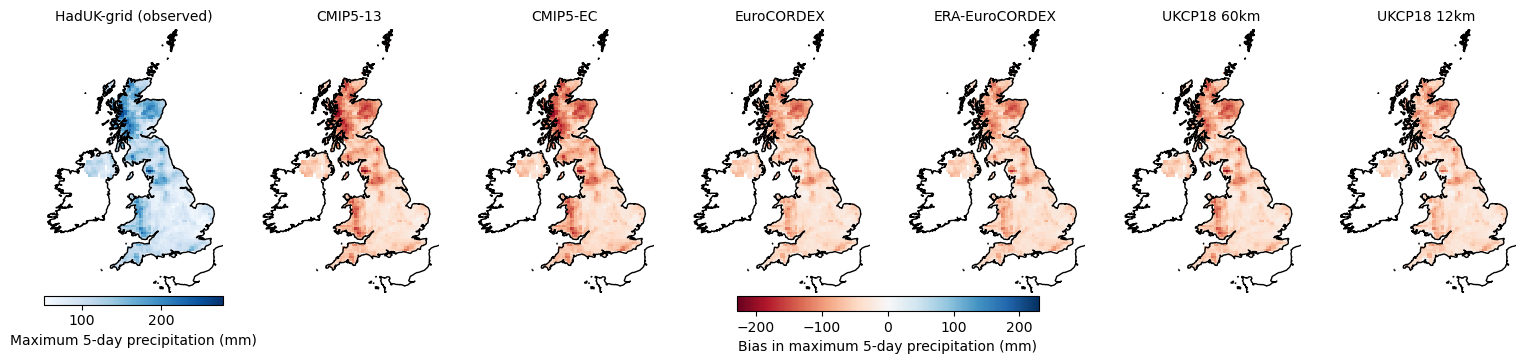 HadUK-grid (observed) CMIP5-13 CMIP5-EC EuroCORDEX ERA-EuroCORDEX UKCP18 60km UKCP18 12km
100 200 −200 −100 0 100 200
Maximum 5-day precipitation (mm) Bias in maximum 5-day precipitation (mm)